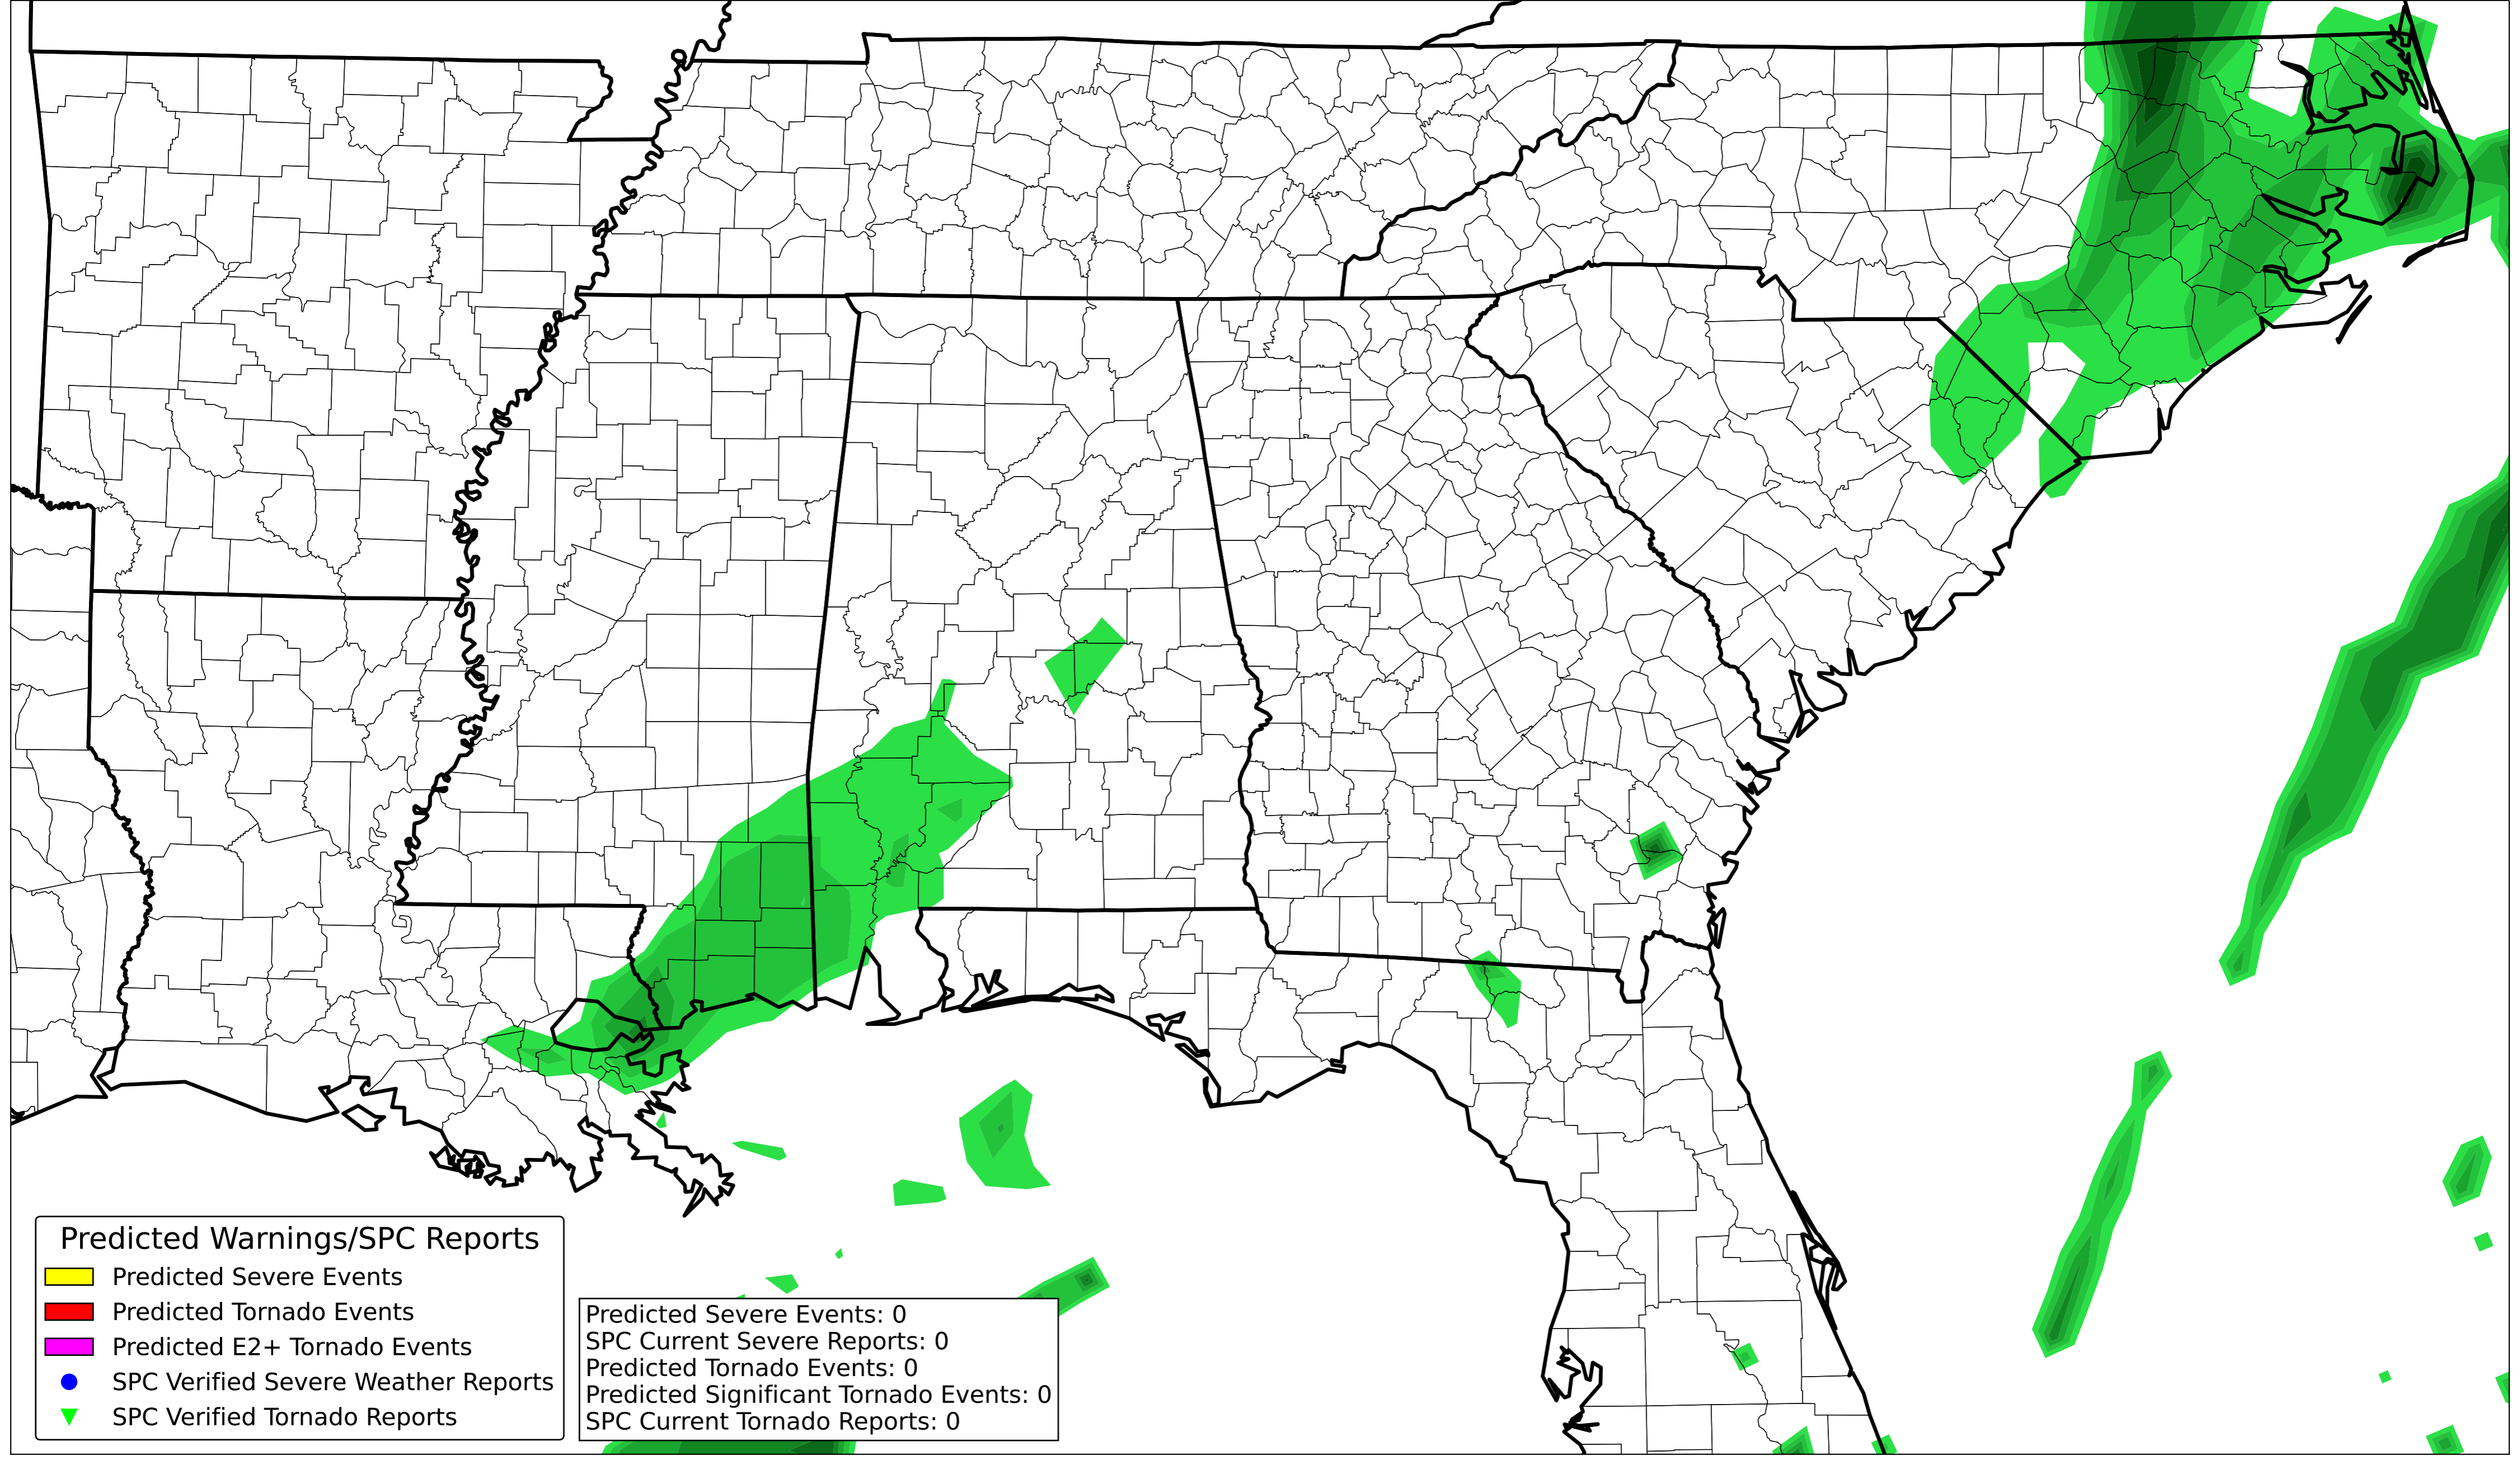 Predicted Warnings/SPC Reports
Predicted Severe Events
Predicted Tornado Events
Predicted E2+ Tornado Events
SPC Verified Severe Weather Reports
SPC Verified Tornado Reports
Predicted Severe Events: 0
SPC Current Severe Reports: 0
Predicted Tornado Events: 0
Predicted Significant Tornado Events: 0
SPC Current Tornado Reports: 0